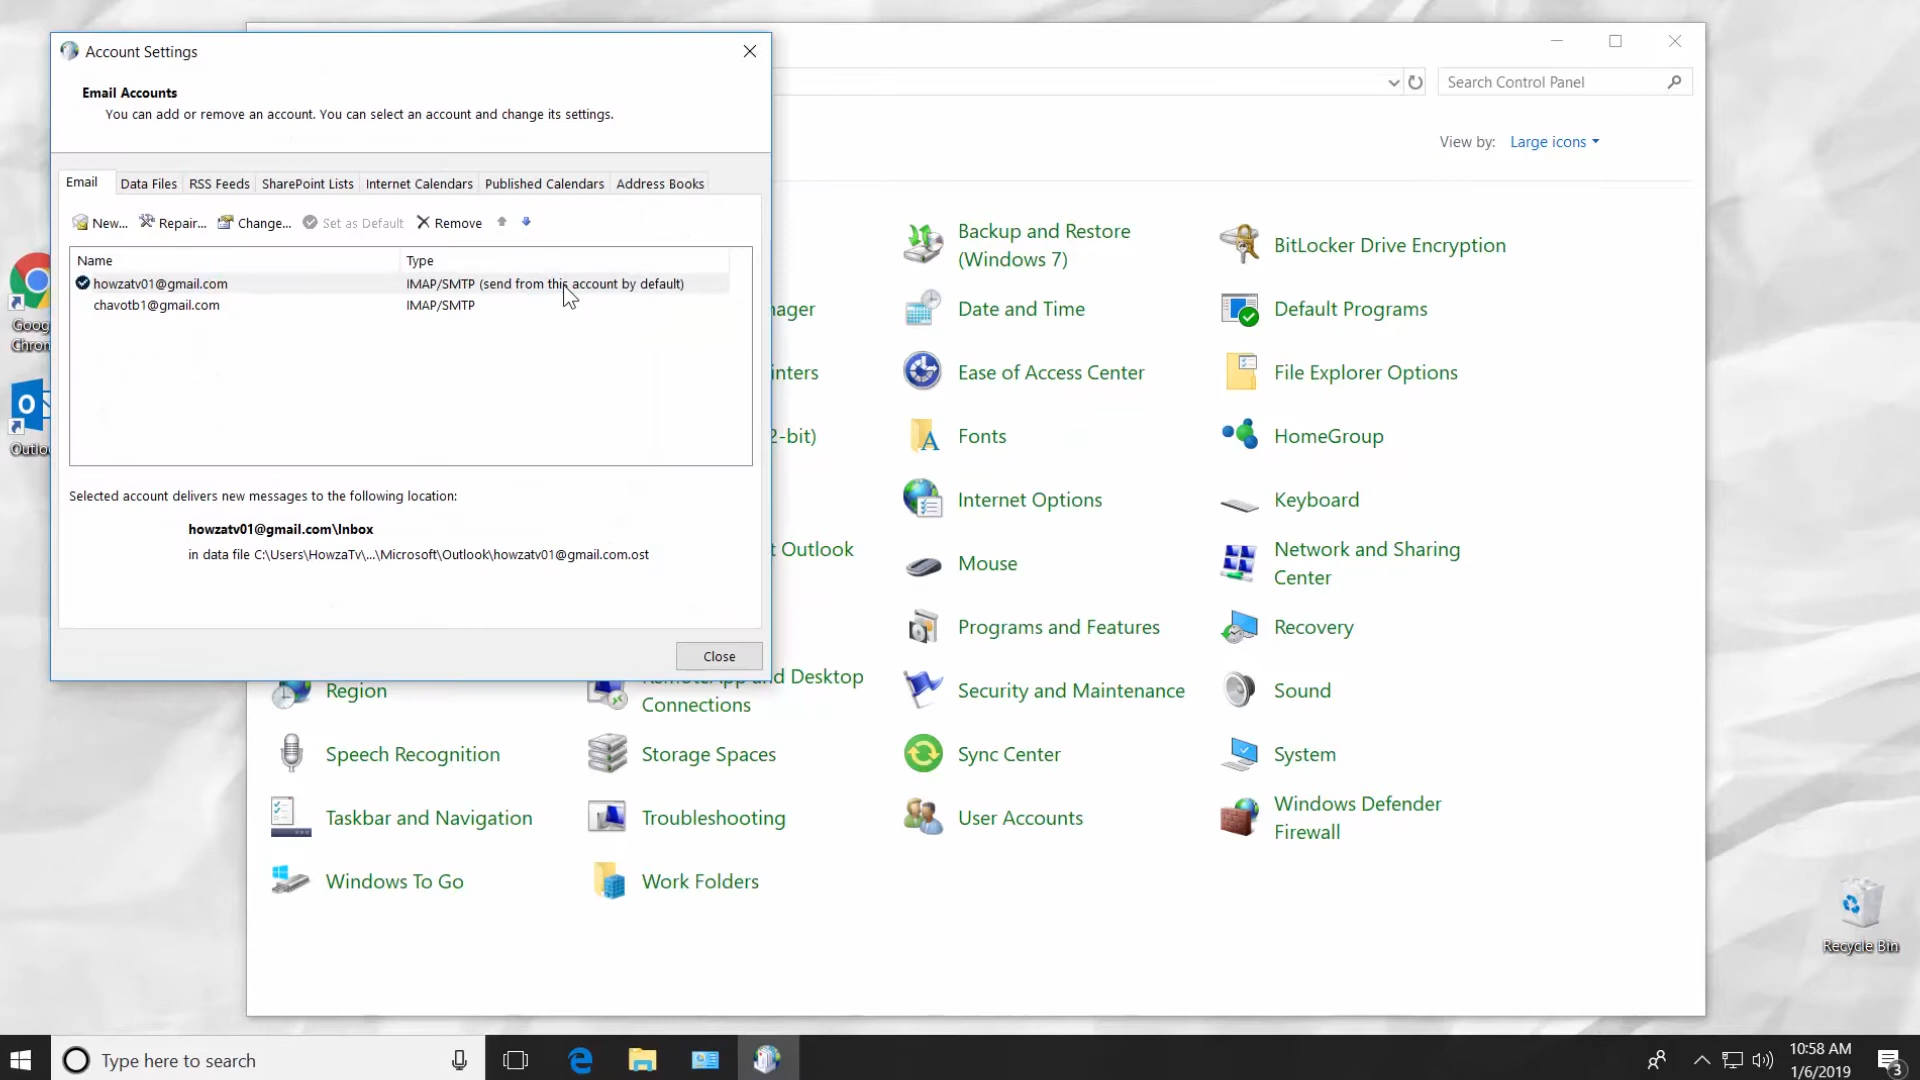 Account Settings
Email Accounts
You can add or remove an account. You can select an account and change its settings.
Email
Data Files
RSS Feeds
SharePoint Lists
Internet Calendars
Published Calendars
Address Books
New...
Repair...
Change...
Set as Default
Remove
Name
Type
howzatv01@gmail.com
IMAP/SMTP (send from this account by default)
chavotb1@gmail.com
IMAP/SMTP
Selected account delivers new messages to the following location:
howzatv01@gmail.com\Inbox
in data file C:\Users\HowzaTv\...\Microsoft\Outlook\howzatv01@gmail.com.ost
Close
Search Control Panel
View by:
Large icons
Backup and Restore
(Windows 7)
BitLocker Drive Encryption
Date and Time
Default Programs
Ease of Access Center
File Explorer Options
2-bit)
Fonts
HomeGroup
Internet Options
Keyboard
t Outlook
Mouse
Network and Sharing
Center
Programs and Features
Recovery
Region
and Desktop
Connections
Security and Maintenance
Sound
Speech Recognition
Storage Spaces
Sync Center
System
Taskbar and Navigation
Troubleshooting
User Accounts
Windows Defender
Firewall
Windows To Go
Work Folders
Recycle Bin
Type here to search
10:58 AM
1/6/2019
3